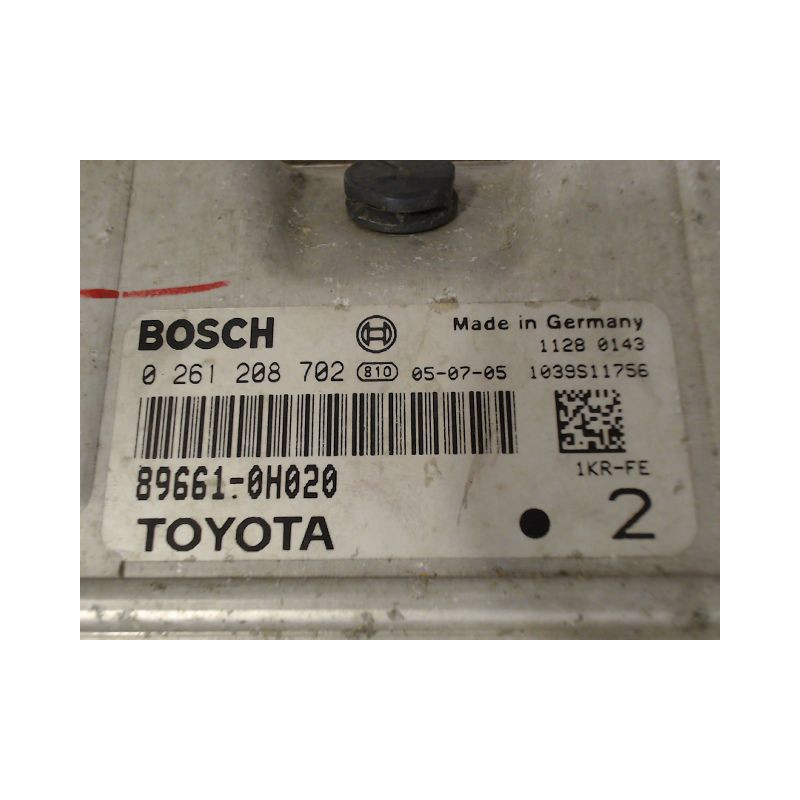 BOSCH Made in Germany
1128 0143
0 261 208 702 810 05-07-05 1039S11756
1KR-FE
89661-0H020
TOYOTA 2